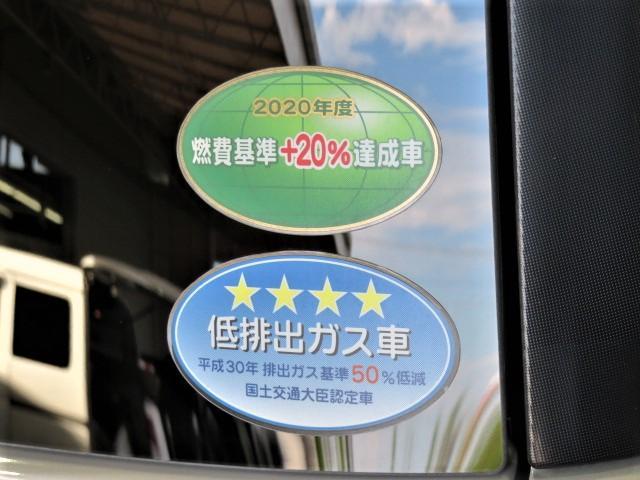 2020年度
燃費基準+20%達成車
低排出ガス車
平成30年 排出ガス基準50%低減
国土交通大臣認定車